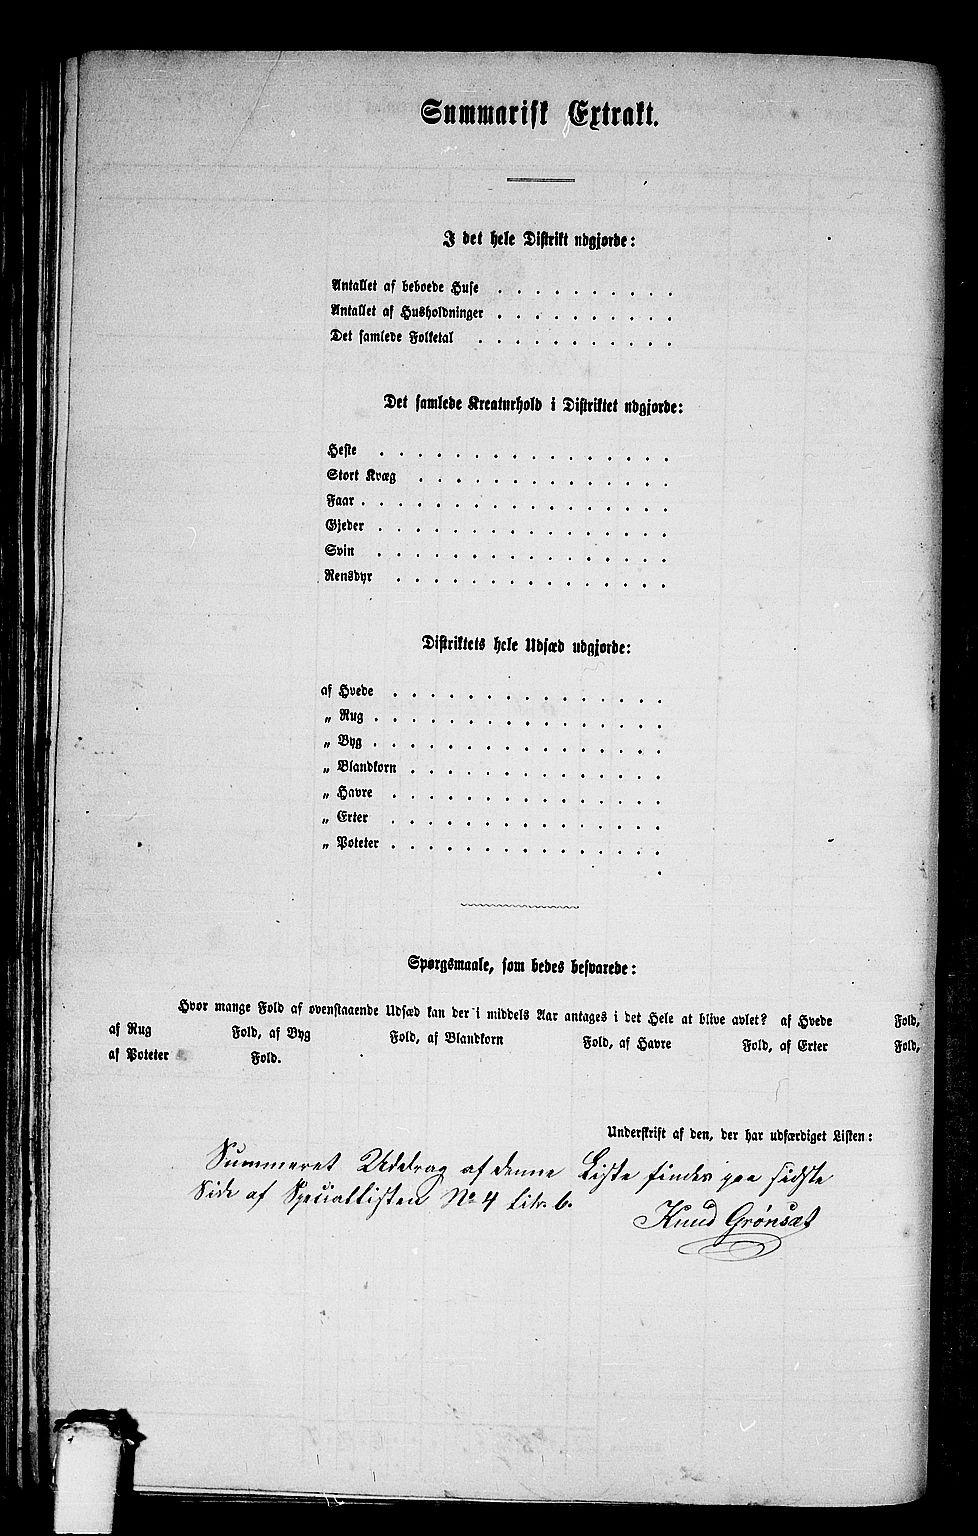 Summarisk Extrakt.
I det hele Distrikt udgjorde:
Antallet af beboede Huse . . . . . . . . . .
Antallet af Husholdninger . . . . . . . . . .
Det samlede Folketal . . . . . . . . . . .
Det samlede Kreaturhold i Distriktet udgjorde:
Heste . . . . . . . . . . . . . . . .
Stort Kvæg . . . . . . . . . . . . . .
Faar . . . . . . . . . . . . . . . . .
Gjeder . . . . . . . . . . . . . . . .
Svin . . . . . . . . . . . . . . . .
Rensdyr . . . . . . . . . . . . . . .
Distriktets hele Udsæd udgjorde:
af Hvede . . . . . . . . . . . . . . .
„ Rug . . . . . . . . . . . . . . . .
„ Byg . . . . . . . . . . . . . . . .
„ Blandkorn . . . . . . . . . . . . . .
„ Havre . . . . . . . . . . . . . . .
„ Erter . . . . . . . . . . . . . . .
„ Poteter . . . . . . . . . . . . . . .
Spørgsmaale, som bedes besvarede:
Hvor mange Fold af ovenstaaende Udsæd kan der i middels Aar antages i det Hele at blive avlet? af Hvede Fold,
af Rug Fold, af Byg Fold, af Blandkorn Fold, af Havre Fold, af Erter Fold,
af Poteter Fold.
Underskrift af den, der har udfærdiget Listen:
Summeret Uddrag af denne Liste findes paa sidste
Side af Speciallisten No 4 Litr. b.
Knud Grønsæt